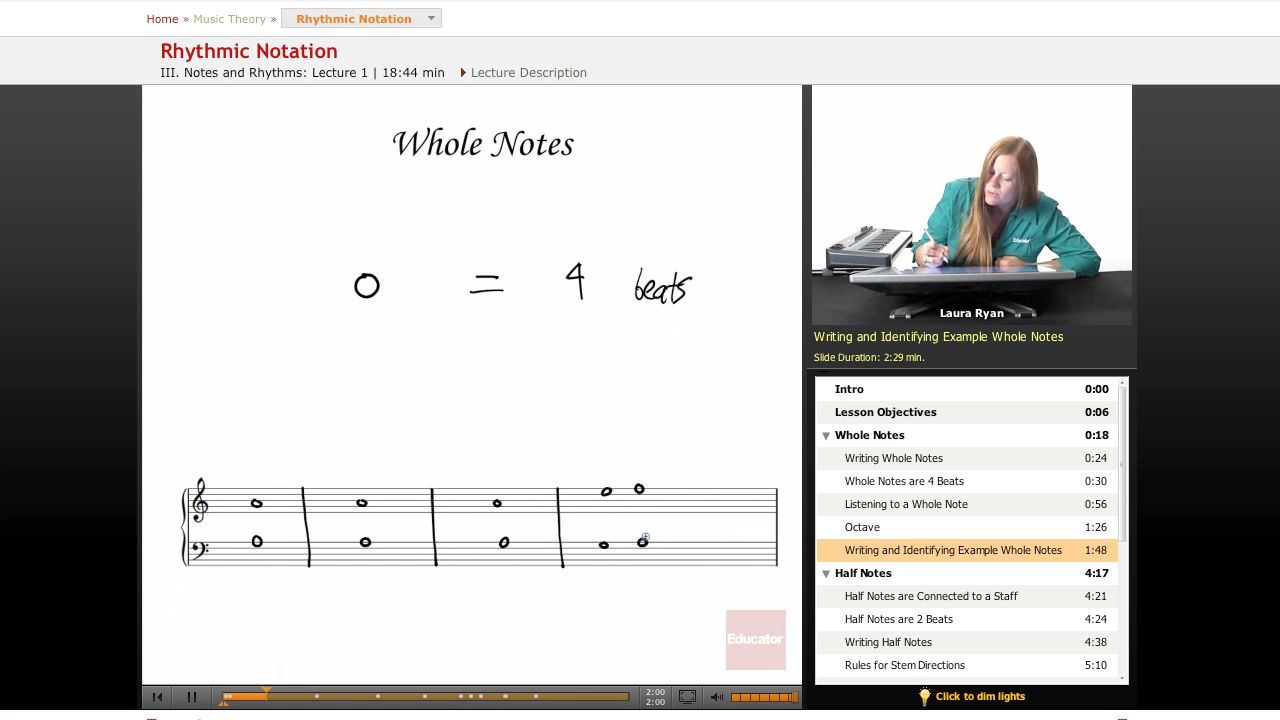 Home » Music Theory » Rhythmic Notation
Rhythmic Notation
III. Notes and Rhythms: Lecture 1 | 18:44 min Lecture Description
Whole Notes
o = 4 beats
Educator
Educator
Laura Ryan
Writing and Identifying Example Whole Notes
Slide Duration: 2:29 min.
Intro 0:00
Lesson Objectives 0:06
Whole Notes 0:18
Writing Whole Notes 0:24
Whole Notes are 4 Beats 0:30
Listening to a Whole Note 0:56
Octave 1:26
Writing and Identifying Example Whole Notes 1:48
Half Notes 4:17
Half Notes are Connected to a Staff 4:21
Half Notes are 2 Beats 4:24
Writing Half Notes 4:38
Rules for Stem Directions 5:10
2:00
2:00
Click to dim lights